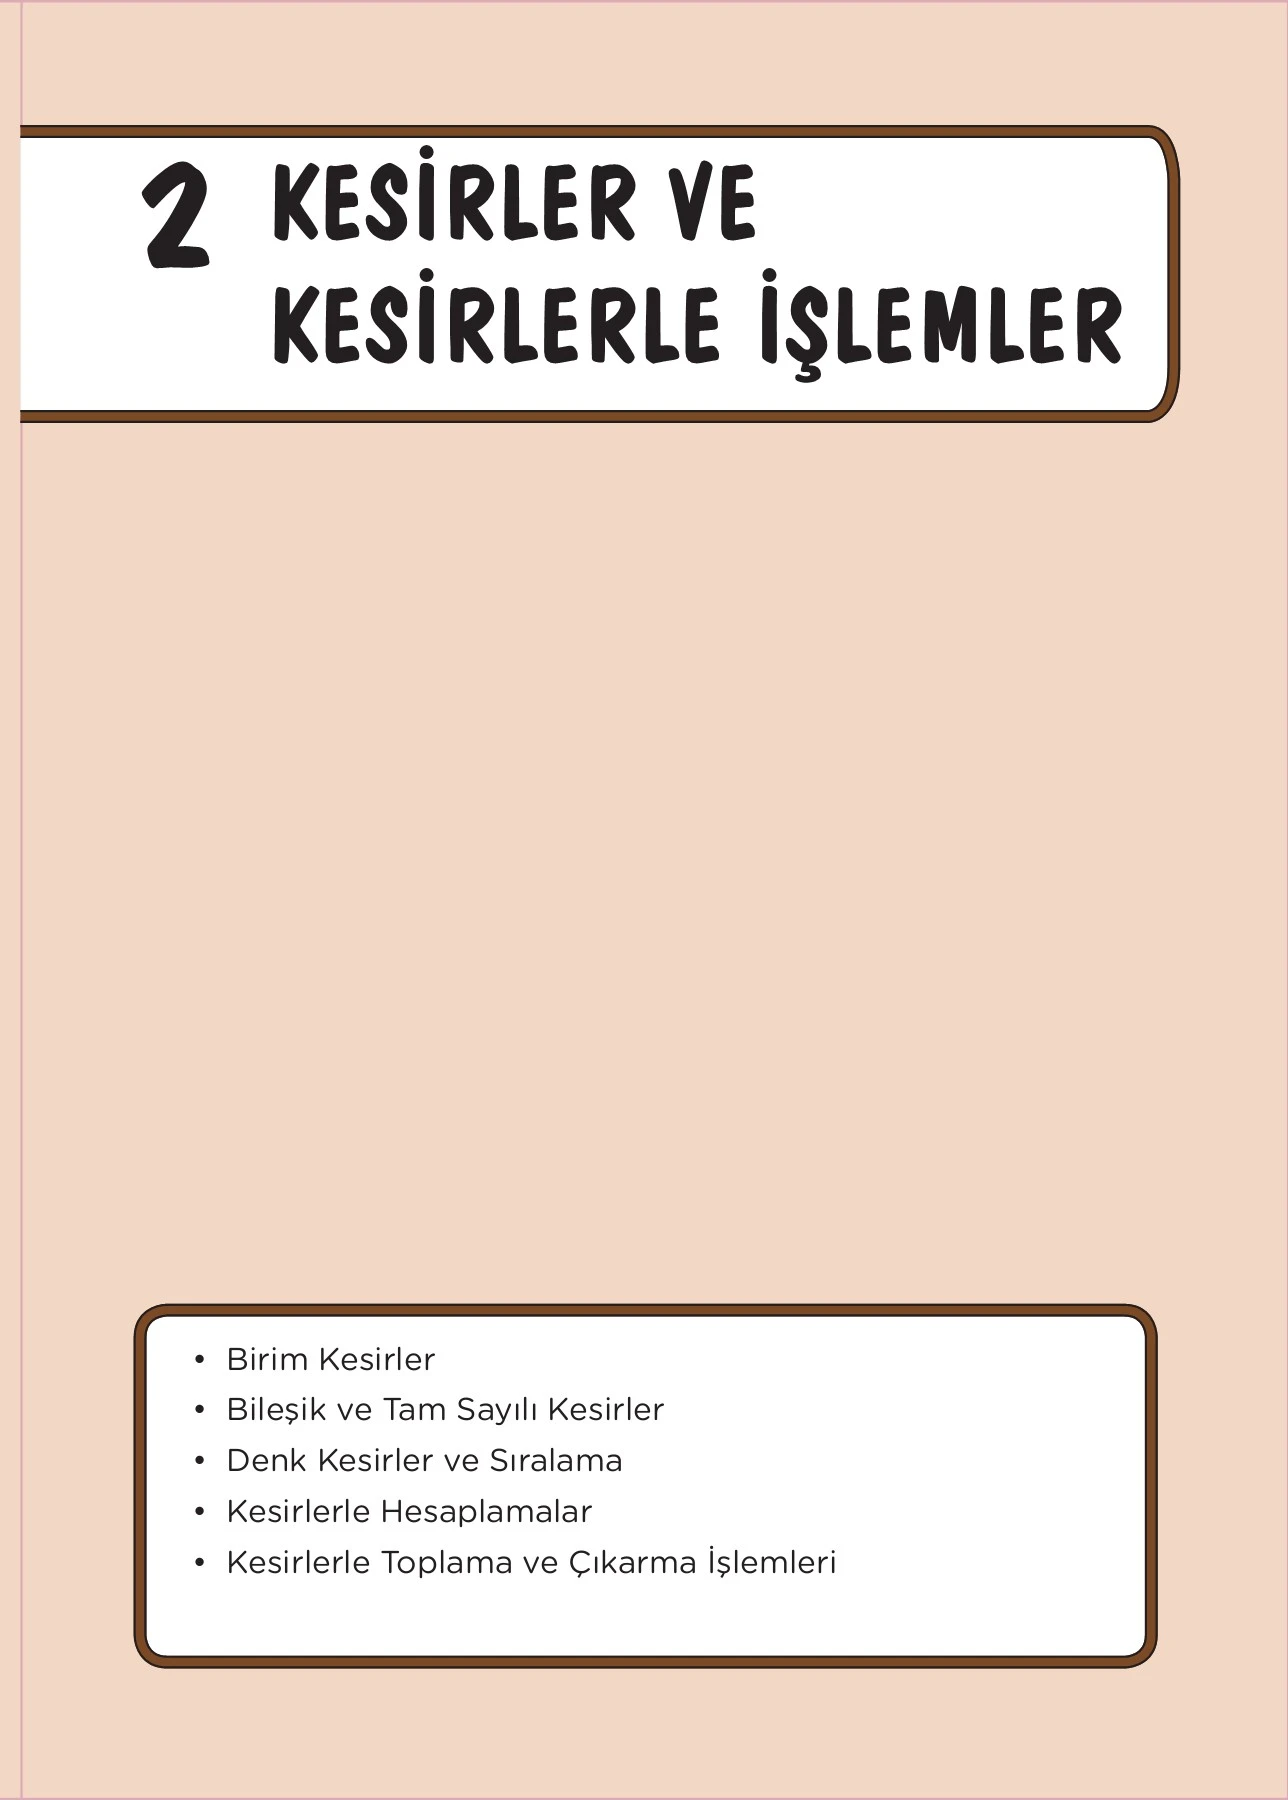 2 KESİRLER VE
KESİRLERLE İŞLEMLER
• Birim Kesirler
• Bileşik ve Tam Sayılı Kesirler
• Denk Kesirler ve Sıralama
• Kesirlerle Hesaplamalar
• Kesirlerle Toplama ve Çıkarma İşlemleri